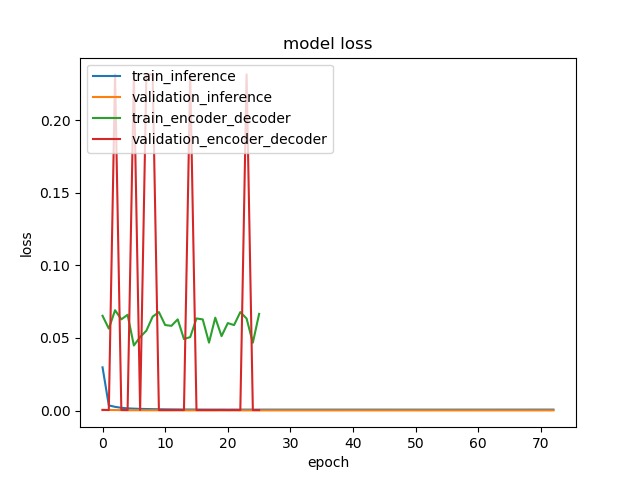 model loss
train_inference
validation_inference
train_encoder_decoder
validation_encoder_decoder
0.20
0.15
0.10
0.05
0.00
loss
0 10 20 30 40 50 60 70
epoch